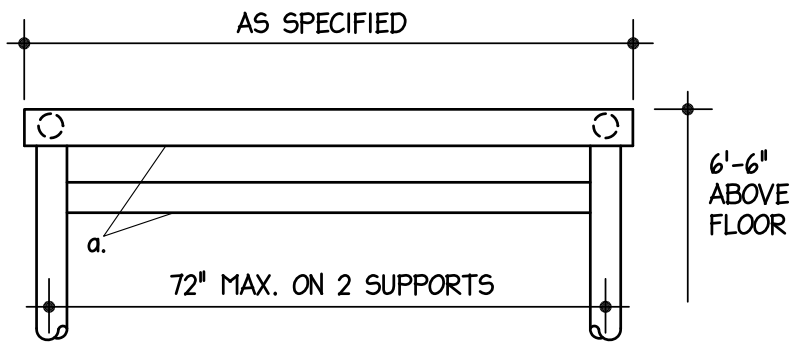 AS SPECIFIED
6'-6"
ABOVE
FLOOR
a.
72" MAX. ON 2 SUPPORTS